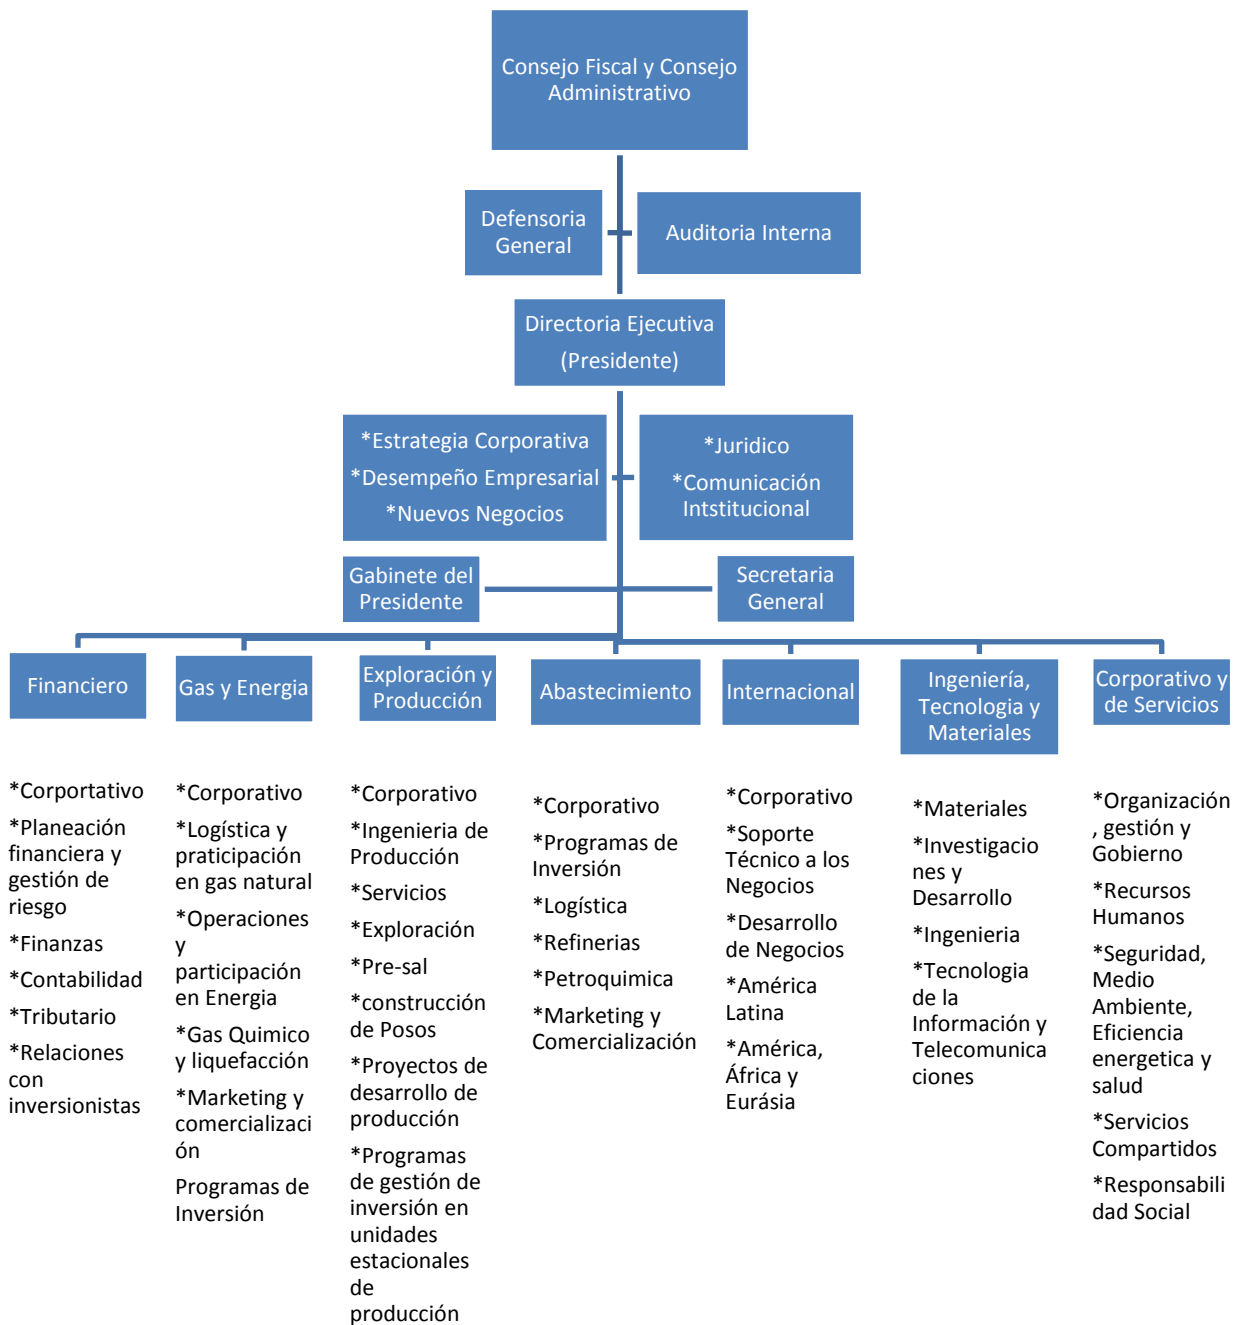 Consejo Fiscal y Consejo
Administrativo
Defensoria
General
Auditoria Interna
Directoria Ejecutiva
(Presidente)
*Estrategia Corporativa
*Desempeño Empresarial
*Nuevos Negocios
*Juridico
*Comunicación
Intstitucional
Gabinete del
Presidente
Secretaria
General
Financiero
Gas y Energia
Exploración y
Producción
Abastecimiento
Internacional
Ingeniería,
Tecnologia y
Materiales
Corporativo y
de Servicios
*Corportativo
*Planeación
financiera y
gestión de
riesgo
*Finanzas
*Contabilidad
*Tributario
*Relaciones
con
inversionistas
*Corporativo
*Logística y
praticipación
en gas natural
*Operaciones
y
participación
en Energia
*Gas Quimico
y liquefacción
*Marketing y
comercializaci
ón
Programas de
Inversión
*Corporativo
*Ingenieria de
Producción
*Servicios
*Exploración
*Pre-sal
*construcción
de Posos
*Proyectos de
desarrollo de
producción
*Programas
de gestión de
inversión en
unidades
estacionales
de
producción
*Corporativo
*Programas de
Inversión
*Logística
*Refinerias
*Petroquimica
*Marketing y
Comercialización
*Corporativo
*Soporte
Técnico a los
Negocios
*Desarrollo
de Negocios
*América
Latina
*América,
África y
Eurásia
*Materiales
*Investigacio
nes y
Desarrollo
*Ingenieria
*Tecnologia
de la
Información y
Telecomunica
ciones
*Organización
, gestión y
Gobierno
*Recursos
Humanos
*Seguridad,
Medio
Ambiente,
Eficiencia
energetica y
salud
*Servicios
Compartidos
*Responsabili
dad Social